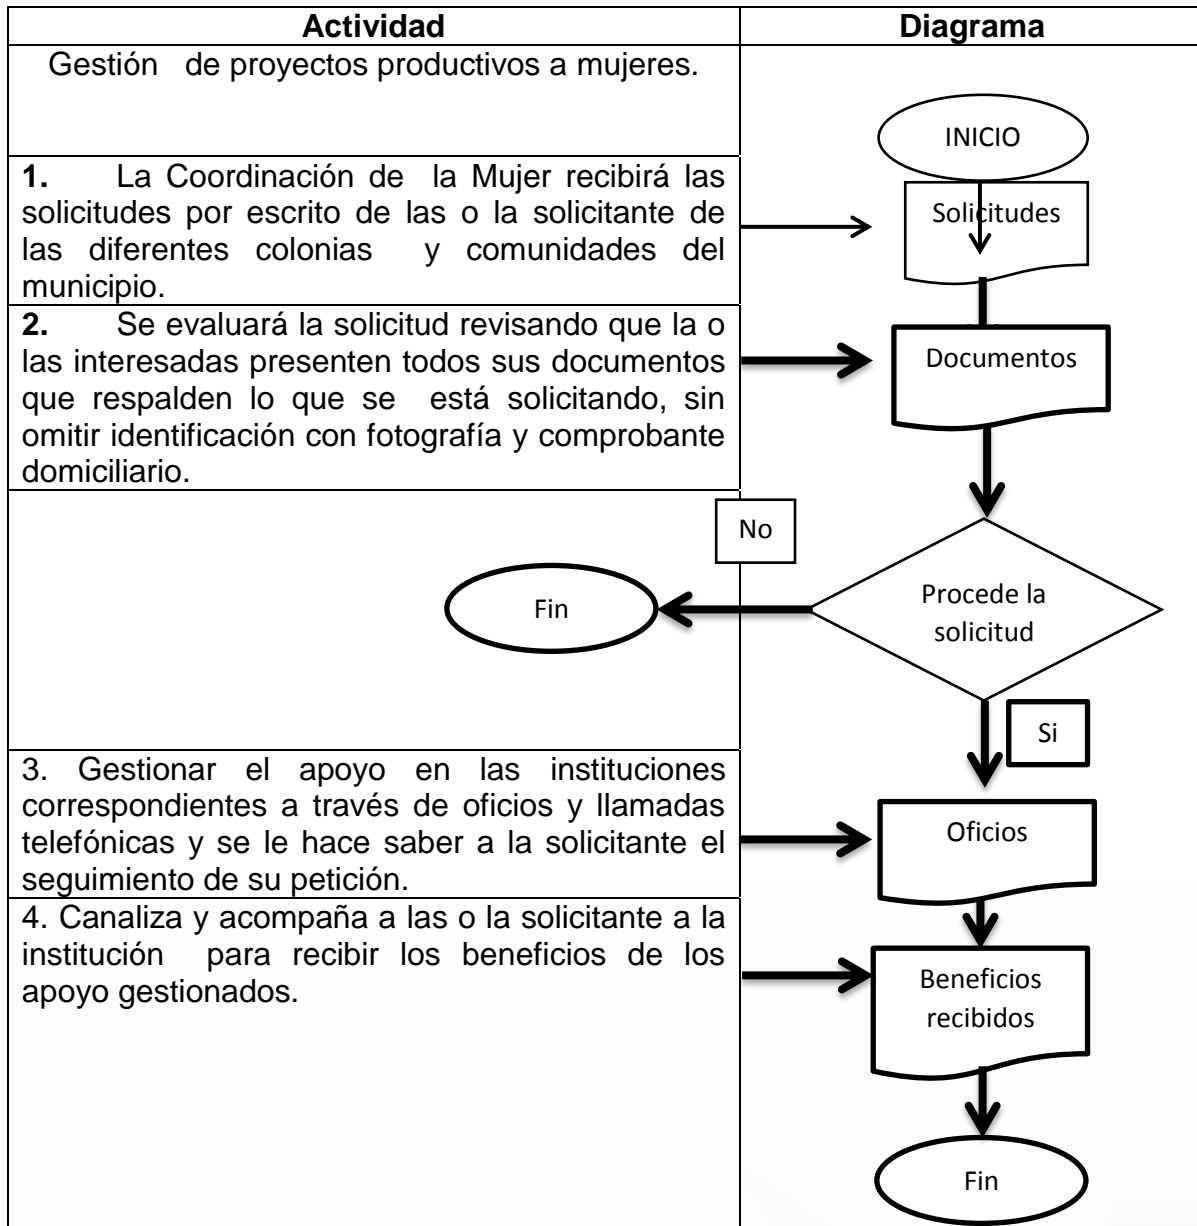 Actividad
Diagrama
Gestión de proyectos productivos a mujeres.
INICIO
1. La Coordinación de la Mujer recibirá las
solicitudes por escrito de las o la solicitante de
las diferentes colonias y comunidades del
municipio.
Solicitudes
2. Se evaluará la solicitud revisando que la o
las interesadas presenten todos sus documentos
que respalden lo que se está solicitando, sin
omitir identificación con fotografía y comprobante
domiciliario.
Documentos
No
Fin
Procede la
solicitud
Si
3. Gestionar el apoyo en las instituciones
correspondientes a través de oficios y llamadas
telefónicas y se le hace saber a la solicitante el
seguimiento de su petición.
Oficios
4. Canaliza y acompaña a las o la solicitante a la
institución para recibir los beneficios de los
apoyo gestionados.
Beneficios
recibidos
Fin